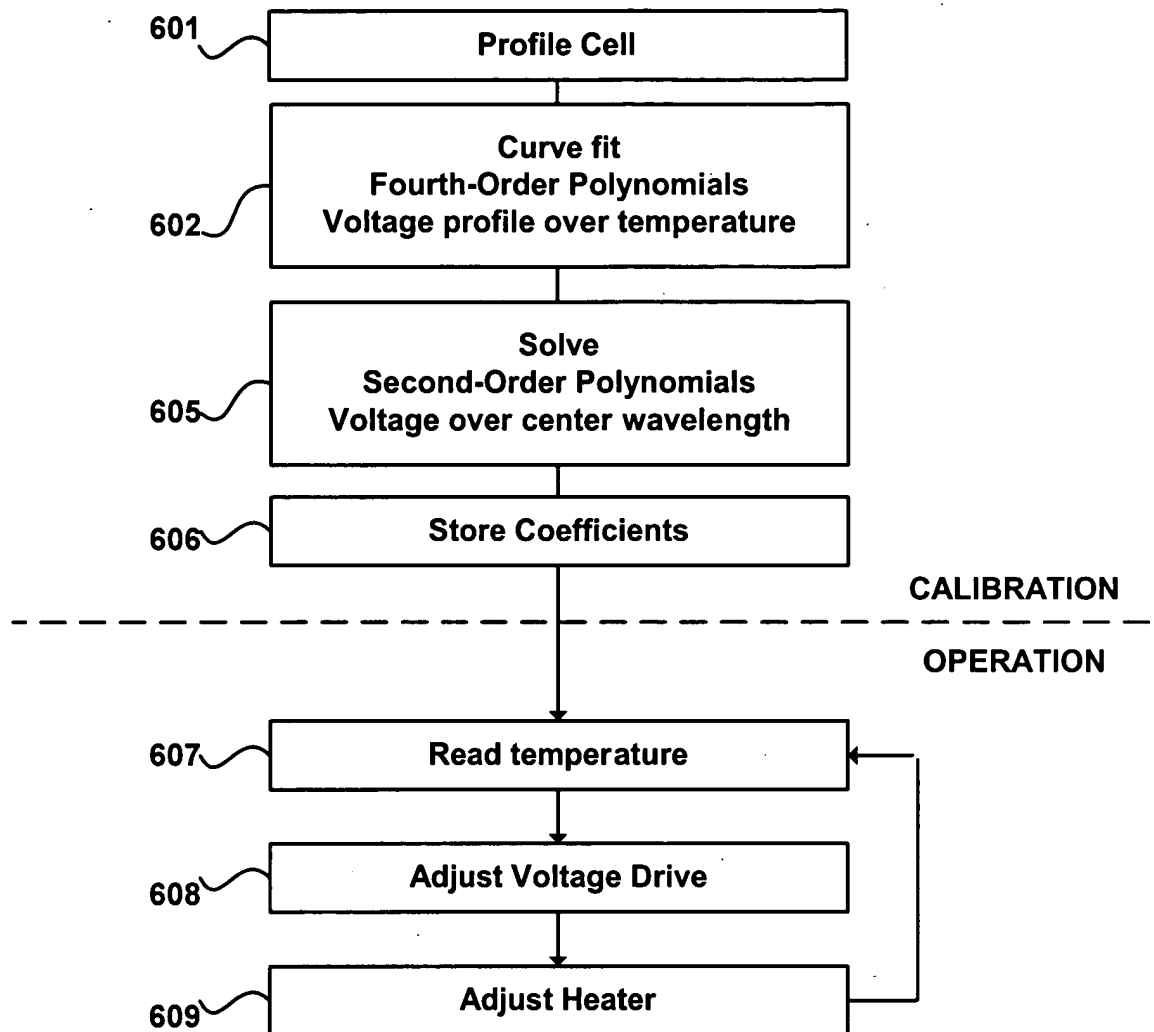 601
Profile Cell
Curve fit
Fourth-Order Polynomials
Voltage profile over temperature
602
Solve
Second-Order Polynomials
Voltage over center wavelength
605
606
Store Coefficients
CALIBRATION
OPERATION
607
Read temperature
608
Adjust Voltage Drive
609
Adjust Heater